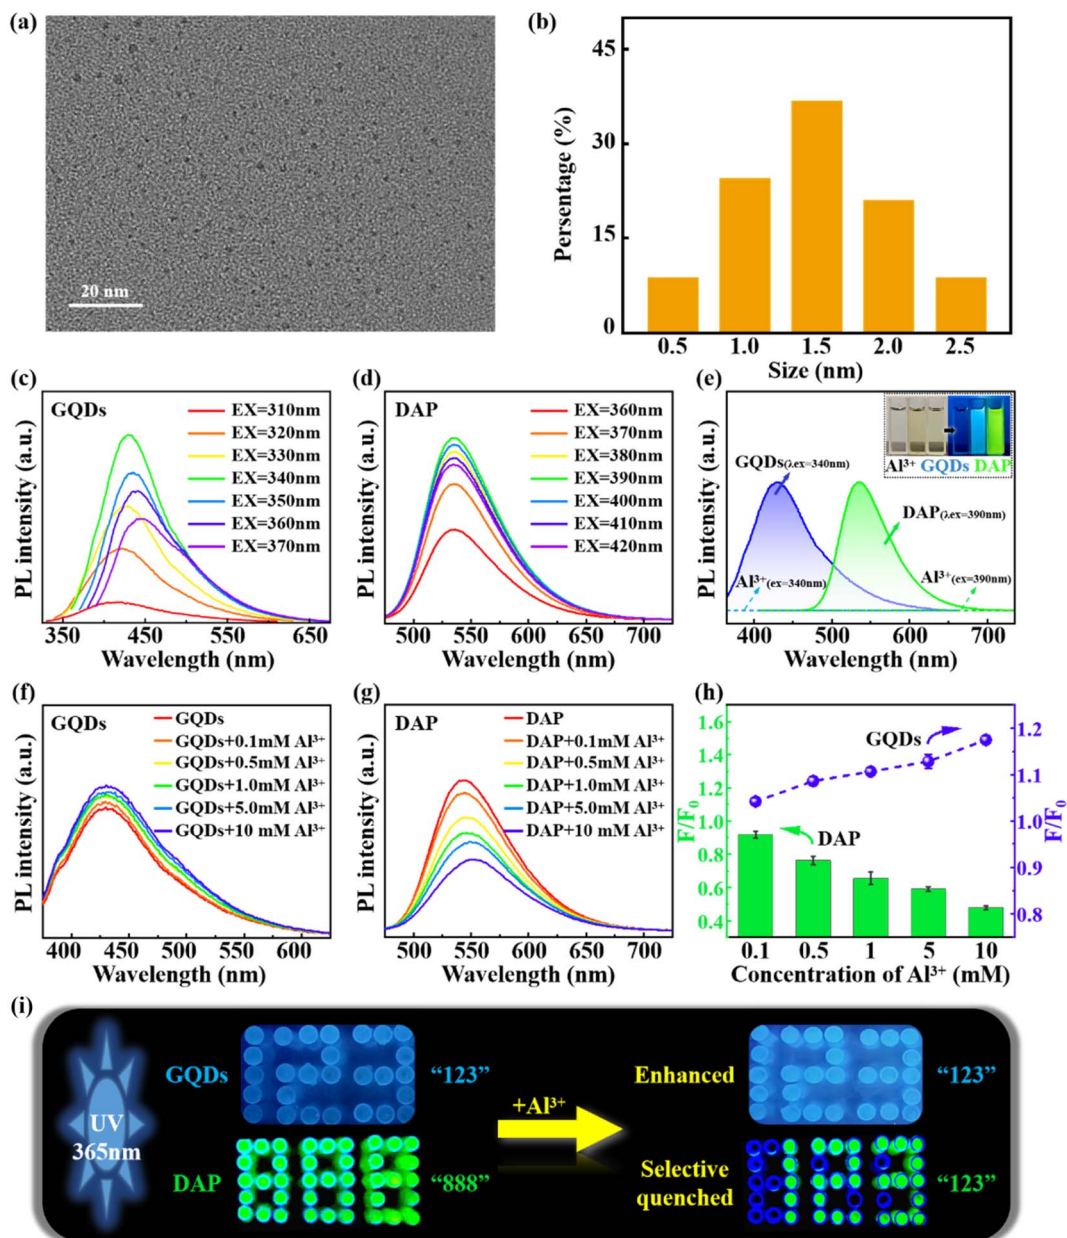 (a)
20 nm
(b)
Persentage (%)
45
30
15
0
0.5 1.0 1.5 2.0 2.5
Size (nm)
(c)
GQDs
EX=310nm
EX=320nm
EX=330nm
EX=340nm
EX=350nm
EX=360nm
EX=370nm
PL intensity (a.u.)
350 450 550 650
Wavelength (nm)
(d)
DAP
EX=360nm
EX=370nm
EX=380nm
EX=390nm
EX=400nm
EX=410nm
EX=420nm
PL intensity (a.u.)
500 550 600 650 700
Wavelength (nm)
(e)
Al³⁺ GQDs DAP
GQDs(λex=340nm)
DAP(λex=390nm)
Al³⁺(ex=340nm)
Al³⁺(ex=390nm)
PL intensity (a.u.)
400 500 600 700
Wavelength (nm)
(f)
GQDs
GQDs
GQDs+0.1mM Al³⁺
GQDs+0.5mM Al³⁺
GQDs+1.0mM Al³⁺
GQDs+5.0mM Al³⁺
GQDs+10 mM Al³⁺
PL intensity (a.u.)
400 450 500 550 600
Wavelength (nm)
(g)
DAP
DAP
DAP+0.1mM Al³⁺
DAP+0.5mM Al³⁺
DAP+1.0mM Al³⁺
DAP+5.0mM Al³⁺
DAP+10 mM Al³⁺
PL intensity (a.u.)
500 550 600 650 700
Wavelength (nm)
(h)
F/F₀
1.6
1.4
1.2
1.0
0.8
0.6
0.4
GQDs
DAP
1.2
1.1
1.0
0.9
0.8
F/F₀
0.1 0.5 1 5 10
Concentration of Al³⁺ (mM)
(i)
UV
365nm
GQDs
“123”
DAP
“888”
+Al³⁺
Enhanced
“123”
Selective
quenched
“123”